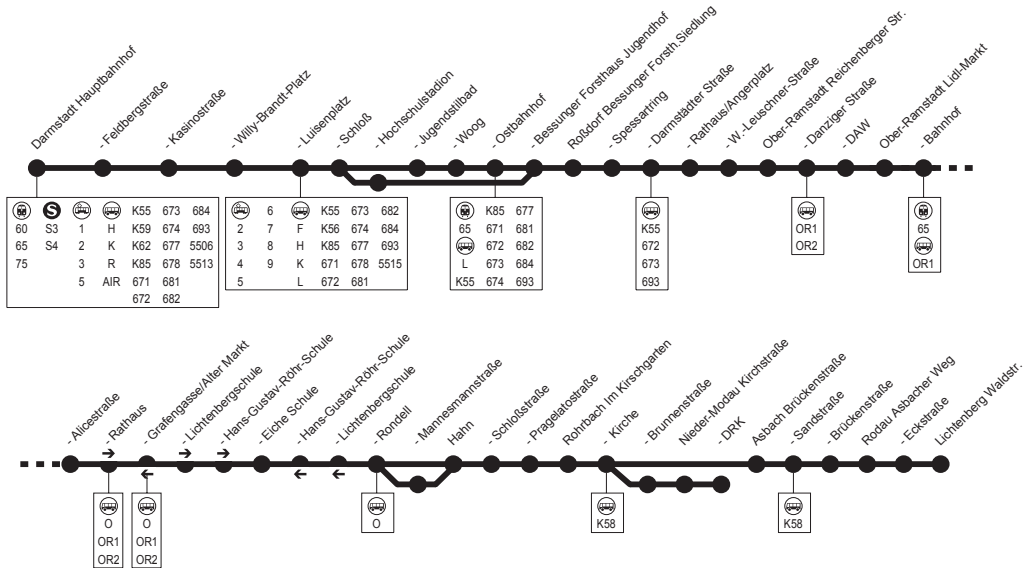 Darmstadt Hauptbahnhof
- Feldbergstraße
- Kasinostraße
- Willy-Brandt-Platz
- Luisenplatz
- Schloß
- Hochschulstadion
- Jugendstilbad
- Woog
- Ostbahnhof
- Bessunger Forsthaus Jugendhof
Roßdorf Bessunger Forsth.Siedlung
- Spessartring
- Darmstädter Straße
- Rathaus/Angerplatz
- W.-Leuschner-Straße
Ober-Ramstadt Reichenberger Str.
- Danziger Straße
- DAW
Ober-Ramstadt Lidl-Markt
- Bahnhof
S K55 673 684
60 S3 1 H K59 674 693
65 S4 2 K K62 677 5506
75 3 R K85 678 5513
5 AIR 671 681
672 682
6 K55 673 682
2 7 F K56 674 684
3 8 H K85 677 693
4 9 K 671 678 5515
5 L 672 681
K85 677
65 671 681
672 682
L 673 684
K55 674 693
K55
672
673
693
OR1
OR2
65
OR1
- Alicestraße
- Rathaus
- Grafengasse/Alter Markt
- Lichtenbergschule
- Hans-Gustav-Röhr-Schule
- Eiche Schule
- Hans-Gustav-Röhr-Schule
- Lichtenbergschule
- Rondell
- Mannesmannstraße
Hahn
- Schloßstraße
- Pragelatostraße
Rohrbach Im Kirschgarten
- Kirche
- Brunnenstraße
Nieder-Modau Kirchstraße
- DRK
Asbach Brückenstraße
- Sandstraße
- Brückenstraße
Rodau Asbacher Weg
- Eckstraße
Lichtenberg Waldstr.
O
OR1
OR2
O
OR1
OR2
O
K58
K58